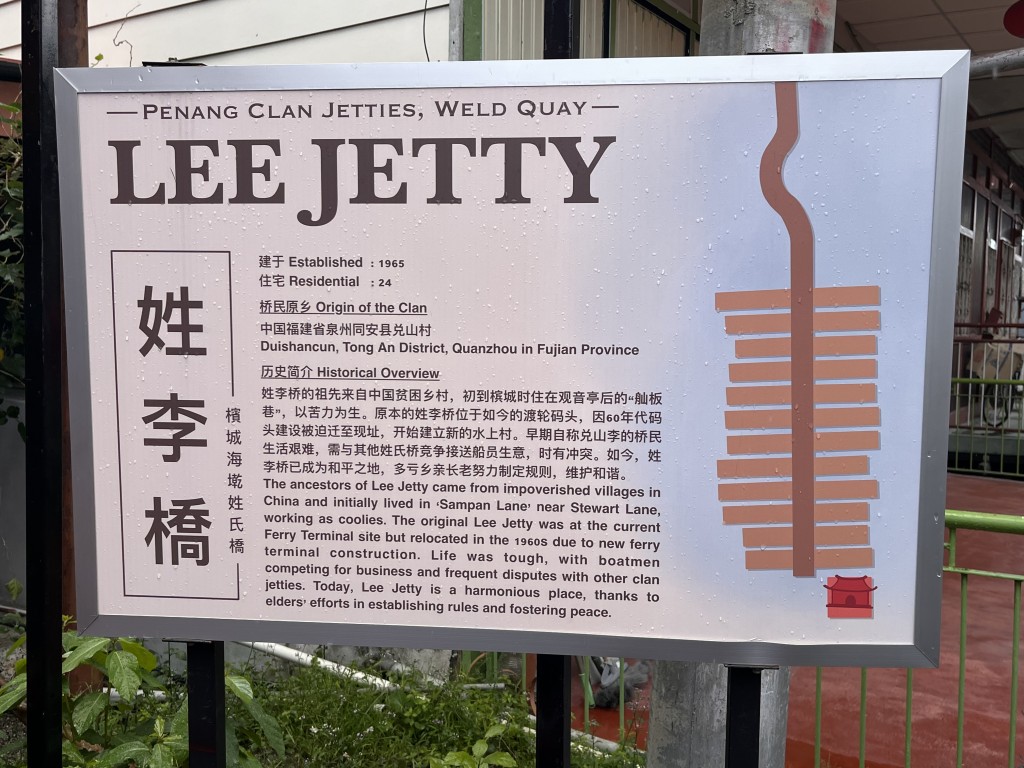 PENANG CLAN JETTIES, WELD QUAY
LEE JETTY
姓李橋
檳城海墘姓氏橋
建于 Established : 1965
住宅 Residential : 24
桥民原乡 Origin of the Clan
中国福建省泉州同安县兑山村
Duishancun, Tong An District, Quanzhou in Fujian Province
历史简介 Historical Overview
姓李桥的祖先来自中国贫困乡村，初到槟城时住在观音亭后的“舢板
巷”，以苦力为生。原本的姓李桥位于如今的渡轮码头，因60年代码
头建设被迫迁至现址，开始建立新的水上村。早期自称兑山李的桥民
生活艰难，需与其他姓氏桥竞争接送船员生意，时有冲突。如今，姓
李桥已成为和平之地，多亏乡亲长老努力制定规则，维护和谐。
The ancestors of Lee Jetty came from impoverished villages in
China and initially lived in ‘Sampan Lane’ near Stewart Lane,
working as coolies. The original Lee Jetty was at the current
Ferry Terminal site but relocated in the 1960s due to new ferry
terminal construction. Life was tough, with boatmen
competing for business and frequent disputes with other clan
jetties. Today, Lee Jetty is a harmonious place, thanks to
elders’ efforts in establishing rules and fostering peace.